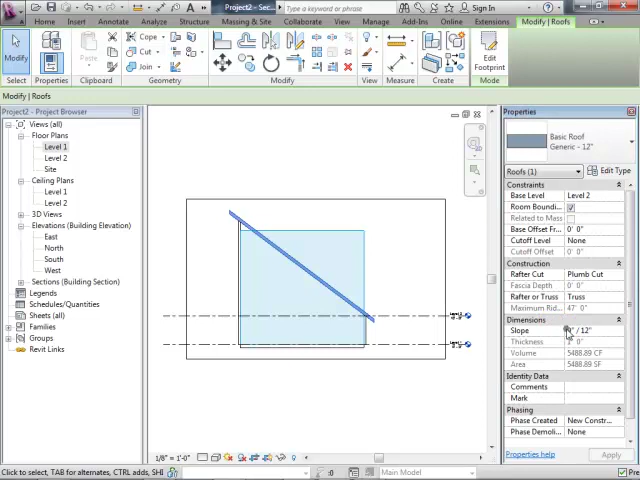 Project2 - Sec...
Type a keyword or phrase
Sign In
Home
Insert
Annotate
Analyze
Massing & Site
Collaborate
View
Manage
Add-Ins
Online
Extensions
Modify | Roofs
Modify
Properties
Paste
Cope
Cut
Join
Edit
Footprint
Select
Properties
Clipboard
Geometry
Modify
View
Measure
Create
Mode
Modify | Roofs
Project2 - Project Browser
Views (all)
Floor Plans
Level 1
Level 2
Site
Ceiling Plans
Level 1
Level 2
3D Views
Elevations (Building Elevation)
East
North
South
West
Sections (Building Section)
Legends
Schedules/Quantities
Sheets (all)
Families
Groups
Revit Links
Properties
Basic Roof
Generic - 12"
Roofs (1)
Edit Type
Constraints
Base Level Level 2
Room Boundi...
Related to Mass
Base Offset Fr... 0' 0"
Cutoff Level None
Cutoff Offset 0' 0"
Construction
Rafter Cut Plumb Cut
Fascia Depth 0' 0"
Rafter or Truss Truss
Maximum Rid... 47' 0"
Dimensions
Slope / 12"
Thickness 0"
Volume 5488.89 CF
Area 5488.89 SF
Identity Data
Comments
Mark
Phasing
Phase Created New Constr...
Phase Demoli... None
Properties help
Apply
1/8" = 1'-0"
Click to select, TAB for alternates, CTRL adds, SHI
:0
Main Model
Pre